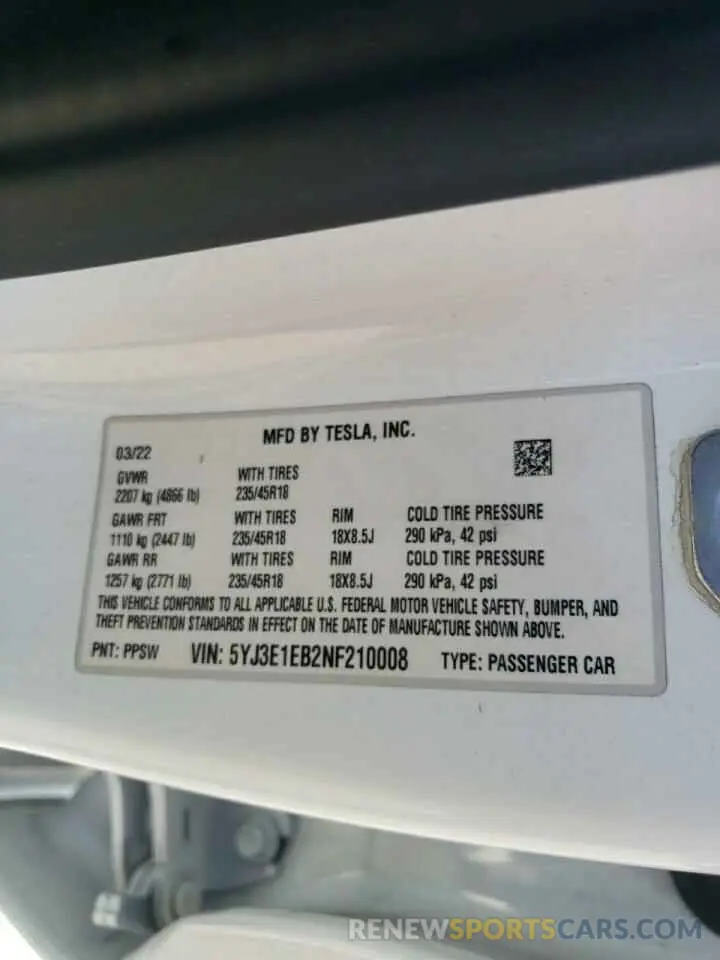 MFD BY TESLA, INC.
03/22
GVWR WITH TIRES
2207 kg (4866 lb) 235/45R18
GAWR FRT WITH TIRES RIM COLD TIRE PRESSURE
1110 kg (2447 lb) 235/45R18 18X8.5J 290 kPa, 42 psi
GAWR RR WITH TIRES RIM COLD TIRE PRESSURE
1257 kg (2771 lb) 235/45R18 18X8.5J 290 kPa, 42 psi
THIS VEHICLE CONFORMS TO ALL APPLICABLE U.S. FEDERAL MOTOR VEHICLE SAFETY, BUMPER, AND
THEFT PREVENTION STANDARDS IN EFFECT ON THE DATE OF MANUFACTURE SHOWN ABOVE.
PNT: PPSW VIN: 5YJ3E1EB2NF210008 TYPE: PASSENGER CAR
RENEWSPORTSCARS.COM